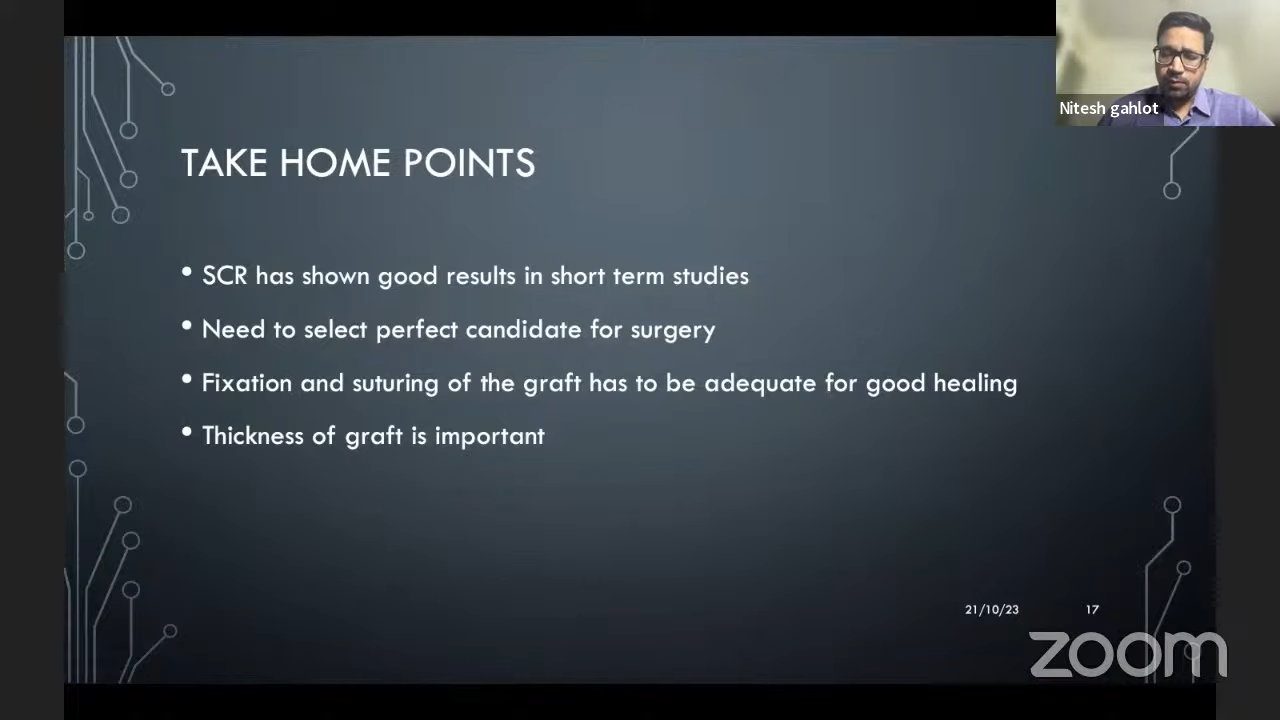 Nitesh gahlot
TAKE HOME POINTS
• SCR has shown good results in short term studies
• Need to select perfect candidate for surgery
• Fixation and suturing of the graft has to be adequate for good healing
• Thickness of graft is important
21/10/23 17
zoom